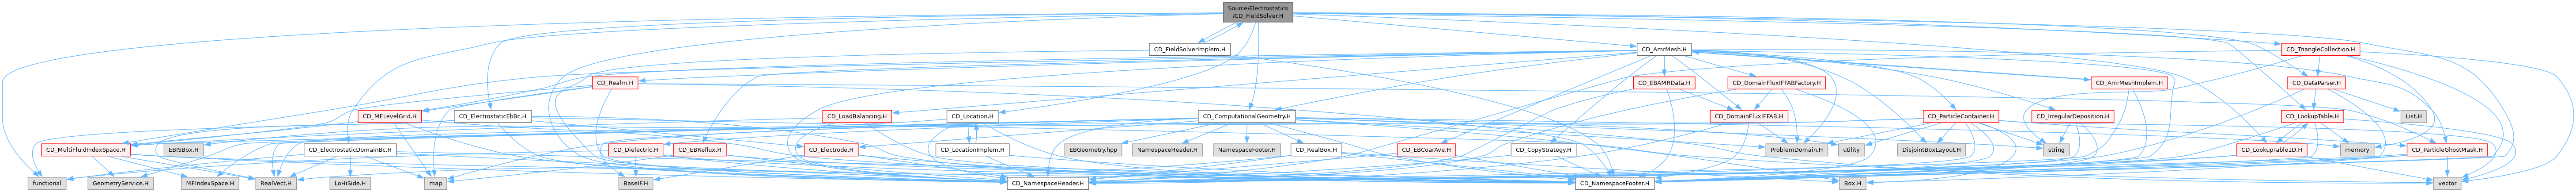 Source/Electrostatics
/CD_FieldSolver.H
CD_FieldSolverImplem.H
CD_AmrMesh.H
CD_TriangleCollection.H
CD_Realm.H
CD_EBAMRData.H
CD_DomainFluxIFFABFactory.H
CD_AmrMeshImplem.H
CD_DataParser.H
CD_MFLevelGrid.H
CD_ElectrostaticEbBc.H
CD_LoadBalancing.H
CD_Location.H
CD_ComputationalGeometry.H
CD_DomainFluxIFFAB.H
CD_ParticleContainer.H
CD_IrregularDeposition.H
List.H
CD_LookupTable.H
CD_MultiFluidIndexSpace.H
EBISBox.H
CD_ElectrostaticDomainBc.H
CD_Dielectric.H
CD_EBReflux.H
CD_Electrode.H
CD_LocationImplem.H
EBGeometry.hpp
NamespaceHeader.H
NamespaceFooter.H
CD_RealBox.H
CD_EBCoarAve.H
CD_CopyStrategy.H
ProblemDomain.H
utility
DisjointBoxLayout.H
string
CD_LookupTable1D.H
memory
CD_ParticleGhostMask.H
functional
GeometryService.H
MFIndexSpace.H
RealVect.H
LoHiSide.H
map
BaseIF.H
CD_NamespaceHeader.H
CD_NamespaceFooter.H
Box.H
vector